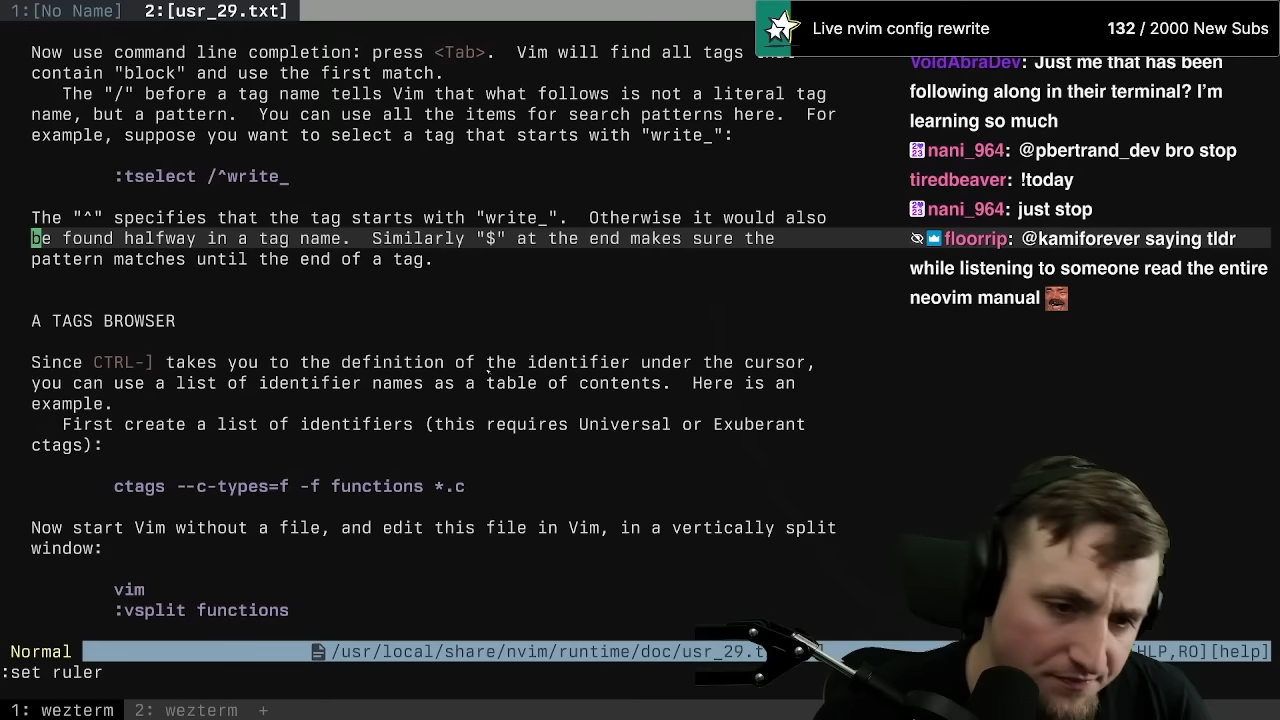 1:[No Name]  2:[usr_29.txt]
Live nvim config rewrite 132 / 2000 New Subs
Now use command line completion: press <Tab>.  Vim will find all tags
contain "block" and use the first match.
The "/" before a tag name tells Vim that what follows is not a literal tag
name, but a pattern.  You can use all the items for search patterns here.  For
example, suppose you want to select a tag that starts with "write_":
:tselect /^write_
The "^" specifies that the tag starts with "write_".  Otherwise it would also
be found halfway in a tag name.  Similarly "$" at the end makes sure the
pattern matches until the end of a tag.
A TAGS BROWSER
Since CTRL-] takes you to the definition of the identifier under the cursor,
you can use a list of identifier names as a table of contents.  Here is an
example.
First create a list of identifiers (this requires Universal or Exuberant
ctags):
ctags --c-types=f -f functions *.c
Now start Vim without a file, and edit this file in Vim, in a vertically split
window:
vim
:vsplit functions
Normal /usr/local/share/nvim/runtime/doc/usr_29.t HLP,RO][help]
:set ruler
1: wezterm 2: wezterm +
VoldAbraDev: Just me that has been
following along in their terminal? I'm
learning so much
nani_964: @pbertrand_dev bro stop
tiredbeaver: !today
nani_964: just stop
floorrip: @kamiforever saying tldr
while listening to someone read the entire
neovim manual